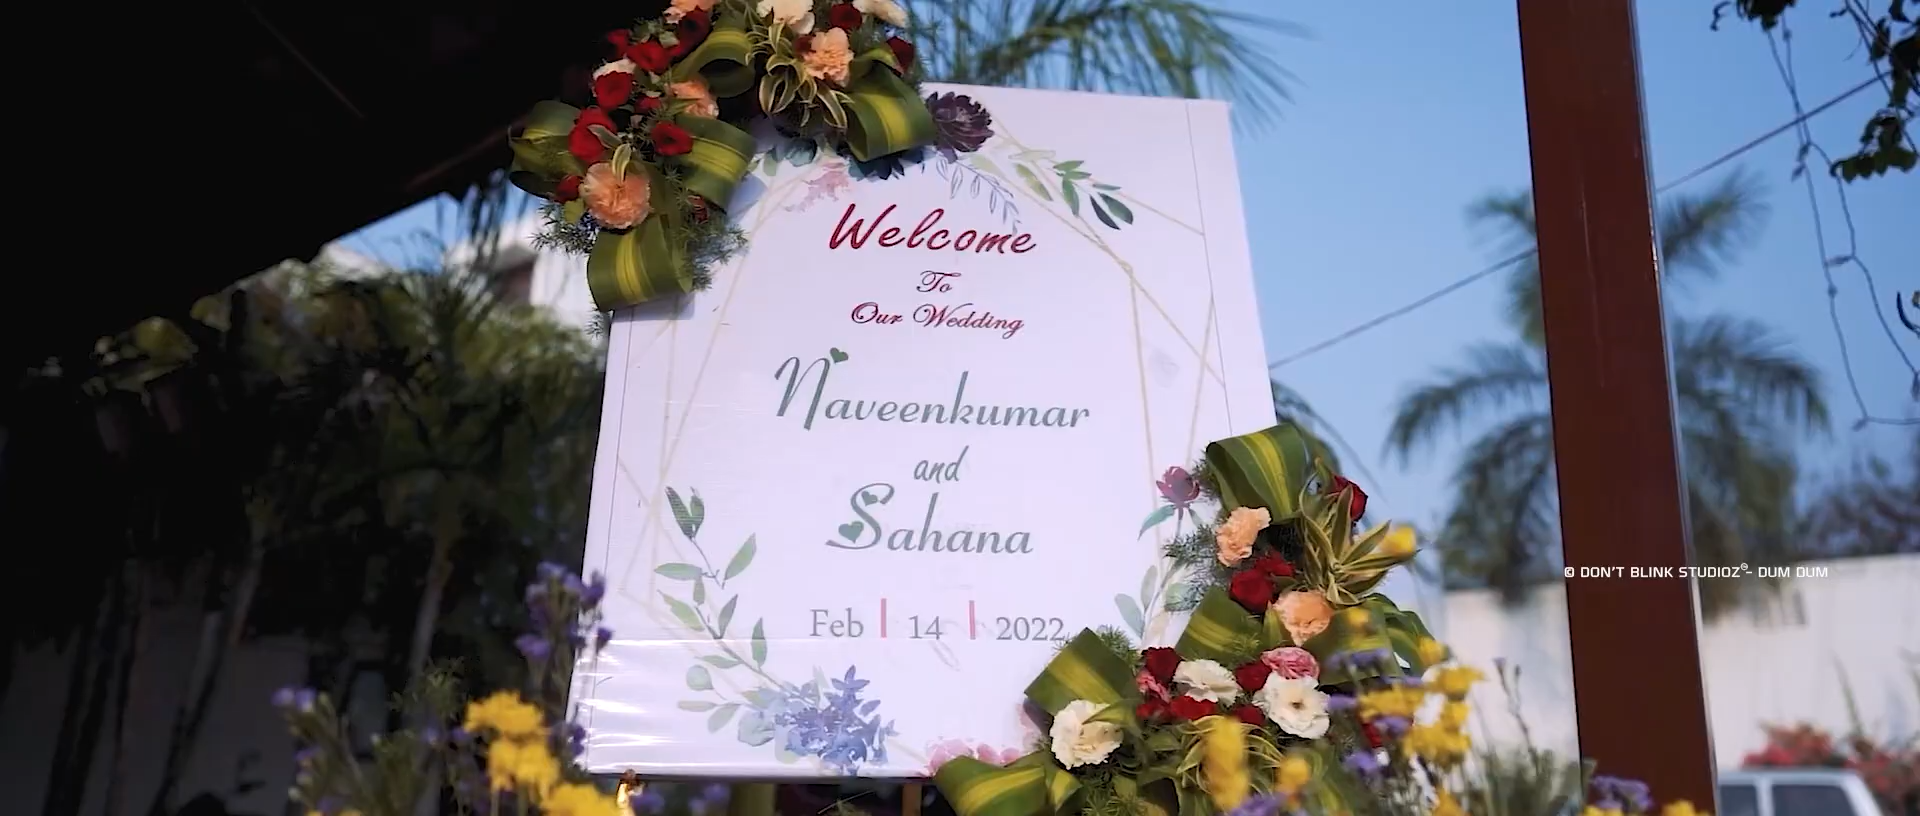 Welcome
To
Our Wedding
Naveenkumar
and
Sahana
Feb | 14 | 2022
© DON'T BLINK STUDIOZ® - DUM DUM